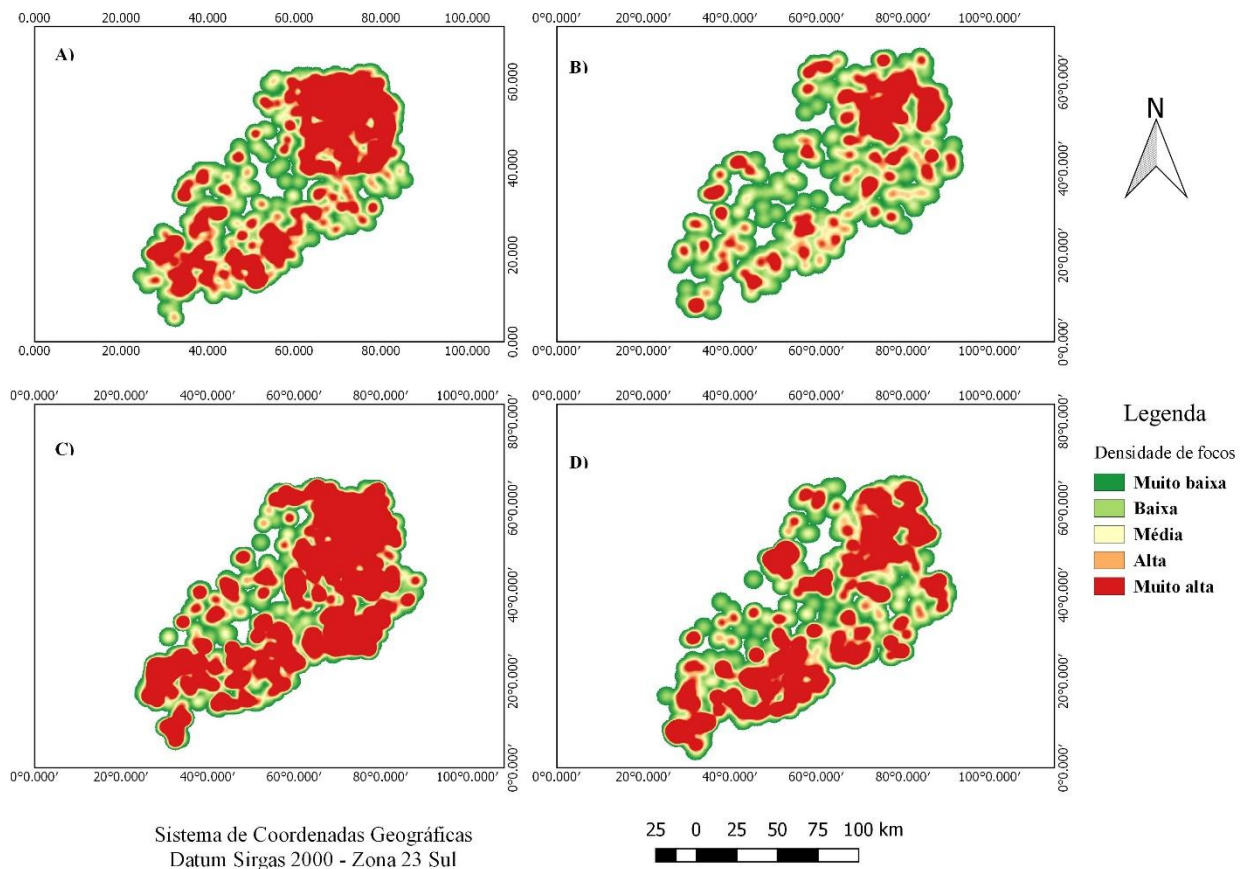 0.000 20.000 40.000 60.000 80.000 100.000
0°0.000′ 20°0.000′ 40°0.000′ 60°0.000′ 80°0.000′ 100°0.000′
A)
B)
60.000
40.000
20.000
0.000
60°0.000′
40°0.000′
20°0.000′
0°0.000′
N
0.000 20.000 40.000 60.000 80.000 100.000
0°0.000′ 20°0.000′ 40°0.000′ 60°0.000′ 80°0.000′ 100°0.000′
0°0.000′ 20°0.000′ 40°0.000′ 60°0.000′ 80°0.000′ 100°0.000′
0°0.000′ 20°0.000′ 40°0.000′ 60°0.000′ 80°0.000′ 100°0.000′
C)
D)
80°0.000′
60°0.000′
40°0.000′
20°0.000′
0°0.000′
80°0.000′
60°0.000′
40°0.000′
20°0.000′
0°0.000′
Legenda
Densidade de focos
Muito baixa
Baixa
Média
Alta
Muito alta
0°0.000′ 20°0.000′ 40°0.000′ 60°0.000′ 80°0.000′ 100°0.000′
0°0.000′ 20°0.000′ 40°0.000′ 60°0.000′ 80°0.000′ 100°0.000′
Sistema de Coordenadas Geográficas
Datum Sirgas 2000 - Zona 23 Sul
25 0 25 50 75 100 km